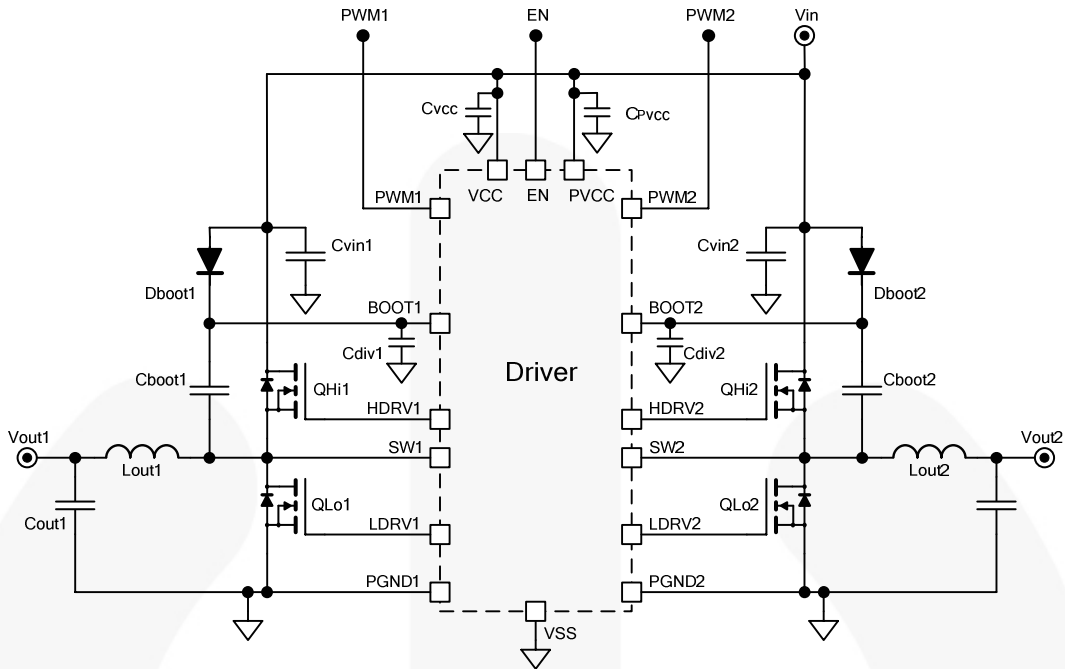 PWM1
EN
PWM2
Vin
Cvcc
CPvcc
VCC
EN
PVCC
PWM1
PWM2
Cvin1
Cvin2
Dboot1
Dboot2
BOOT1
BOOT2
Cdiv1
Cdiv2
Driver
Cboot1
Cboot2
QHi1
QHi2
HDRV1
HDRV2
Vout1
Vout2
SW1
SW2
Lout1
Lout2
QLo1
QLo2
Cout1
LDRV1
LDRV2
PGND1
PGND2
VSS